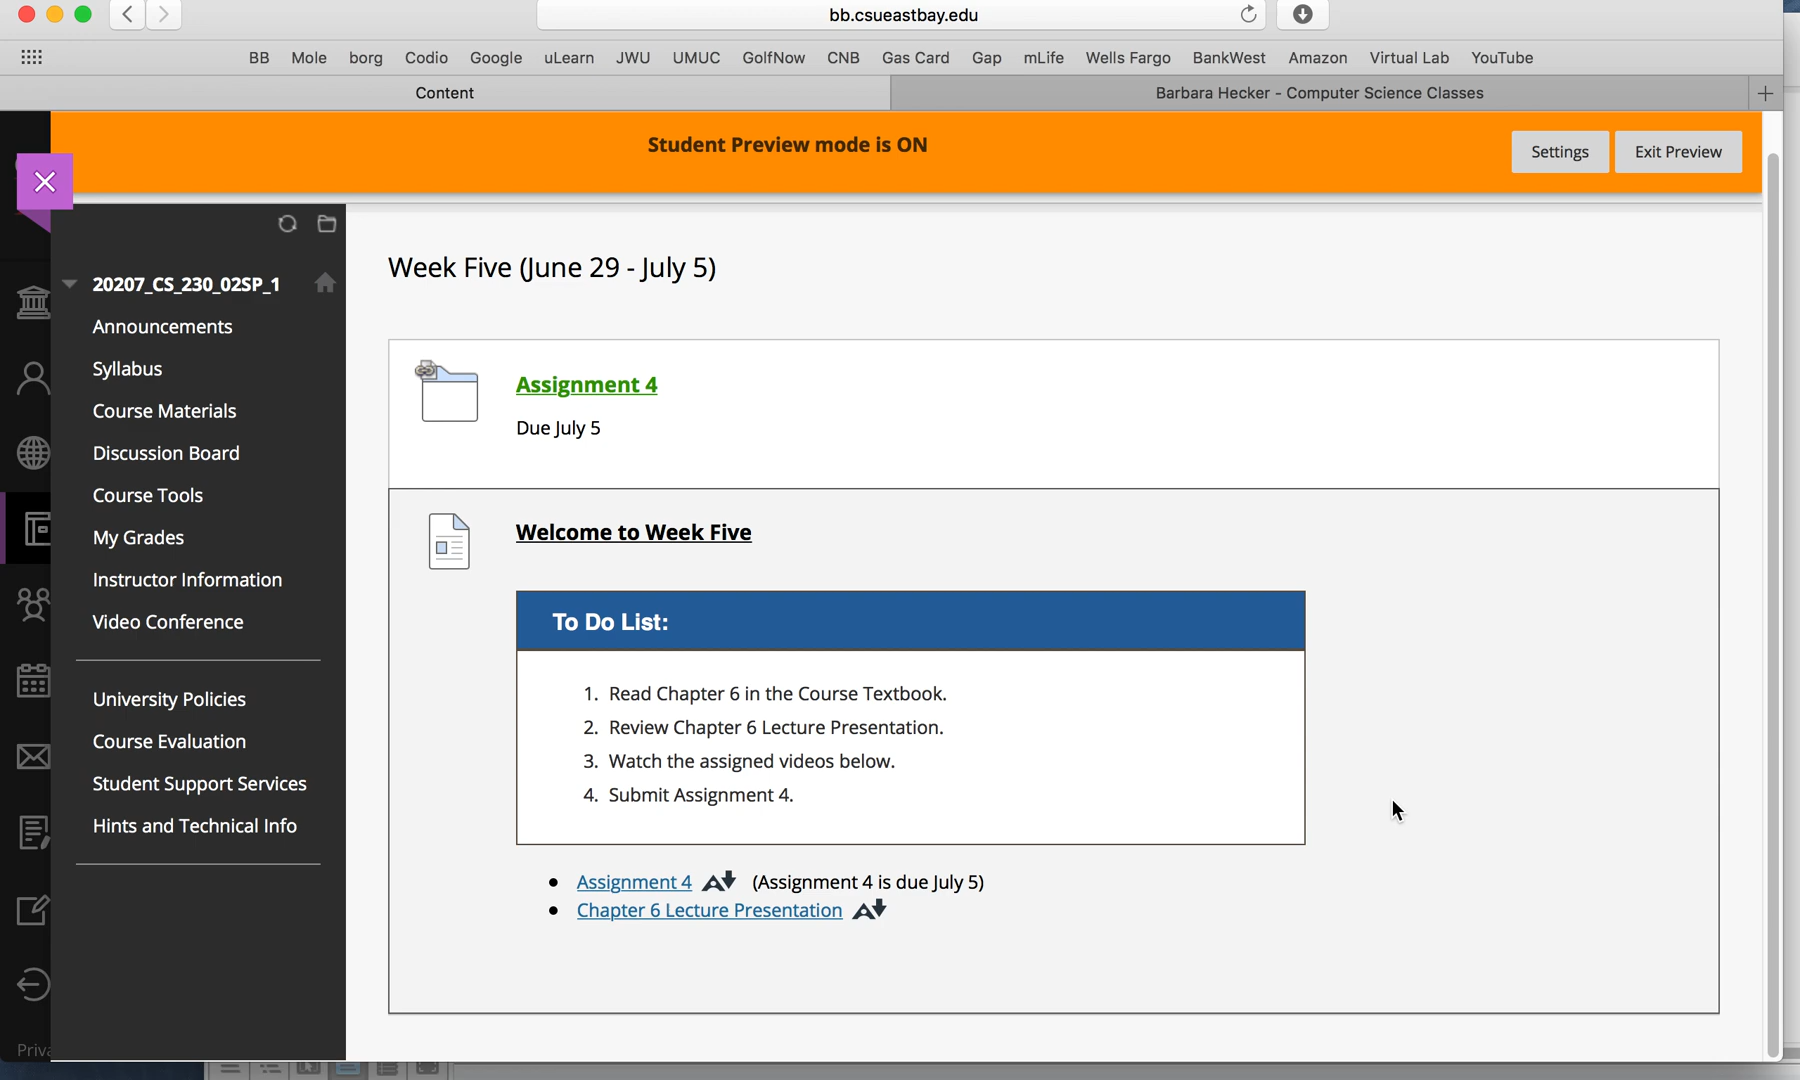 bb.csueastbay.edu
BB Mole borg Codio Google uLearn JWU UMUC GolfNow CNB Gas Card Gap mLife Wells Fargo BankWest Amazon Virtual Lab YouTube
Content
Barbara Hecker - Computer Science Classes
Student Preview mode is ON
Settings
Exit Preview
20207_CS_230_02SP_1
Announcements
Syllabus
Course Materials
Discussion Board
Course Tools
My Grades
Instructor Information
Video Conference
University Policies
Course Evaluation
Student Support Services
Hints and Technical Info
Week Five (June 29 - July 5)
Assignment 4
Due July 5
Welcome to Week Five
To Do List:
1. Read Chapter 6 in the Course Textbook.
2. Review Chapter 6 Lecture Presentation.
3. Watch the assigned videos below.
4. Submit Assignment 4.
Assignment 4 (Assignment 4 is due July 5)
Chapter 6 Lecture Presentation